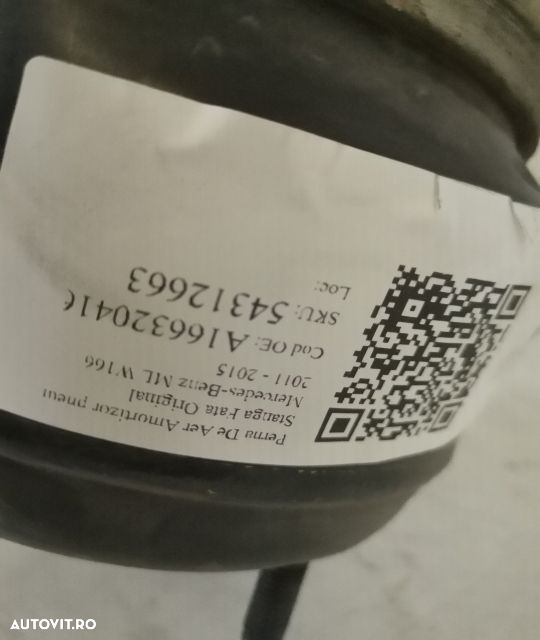 Perna De Aer Amortizor pneu
Stanga Fata Original
Mercedes-Benz ML W166
2011 - 2015
Cod OE: A166320416
SKU: 54312663
Loc:
AUTOVIT.RO